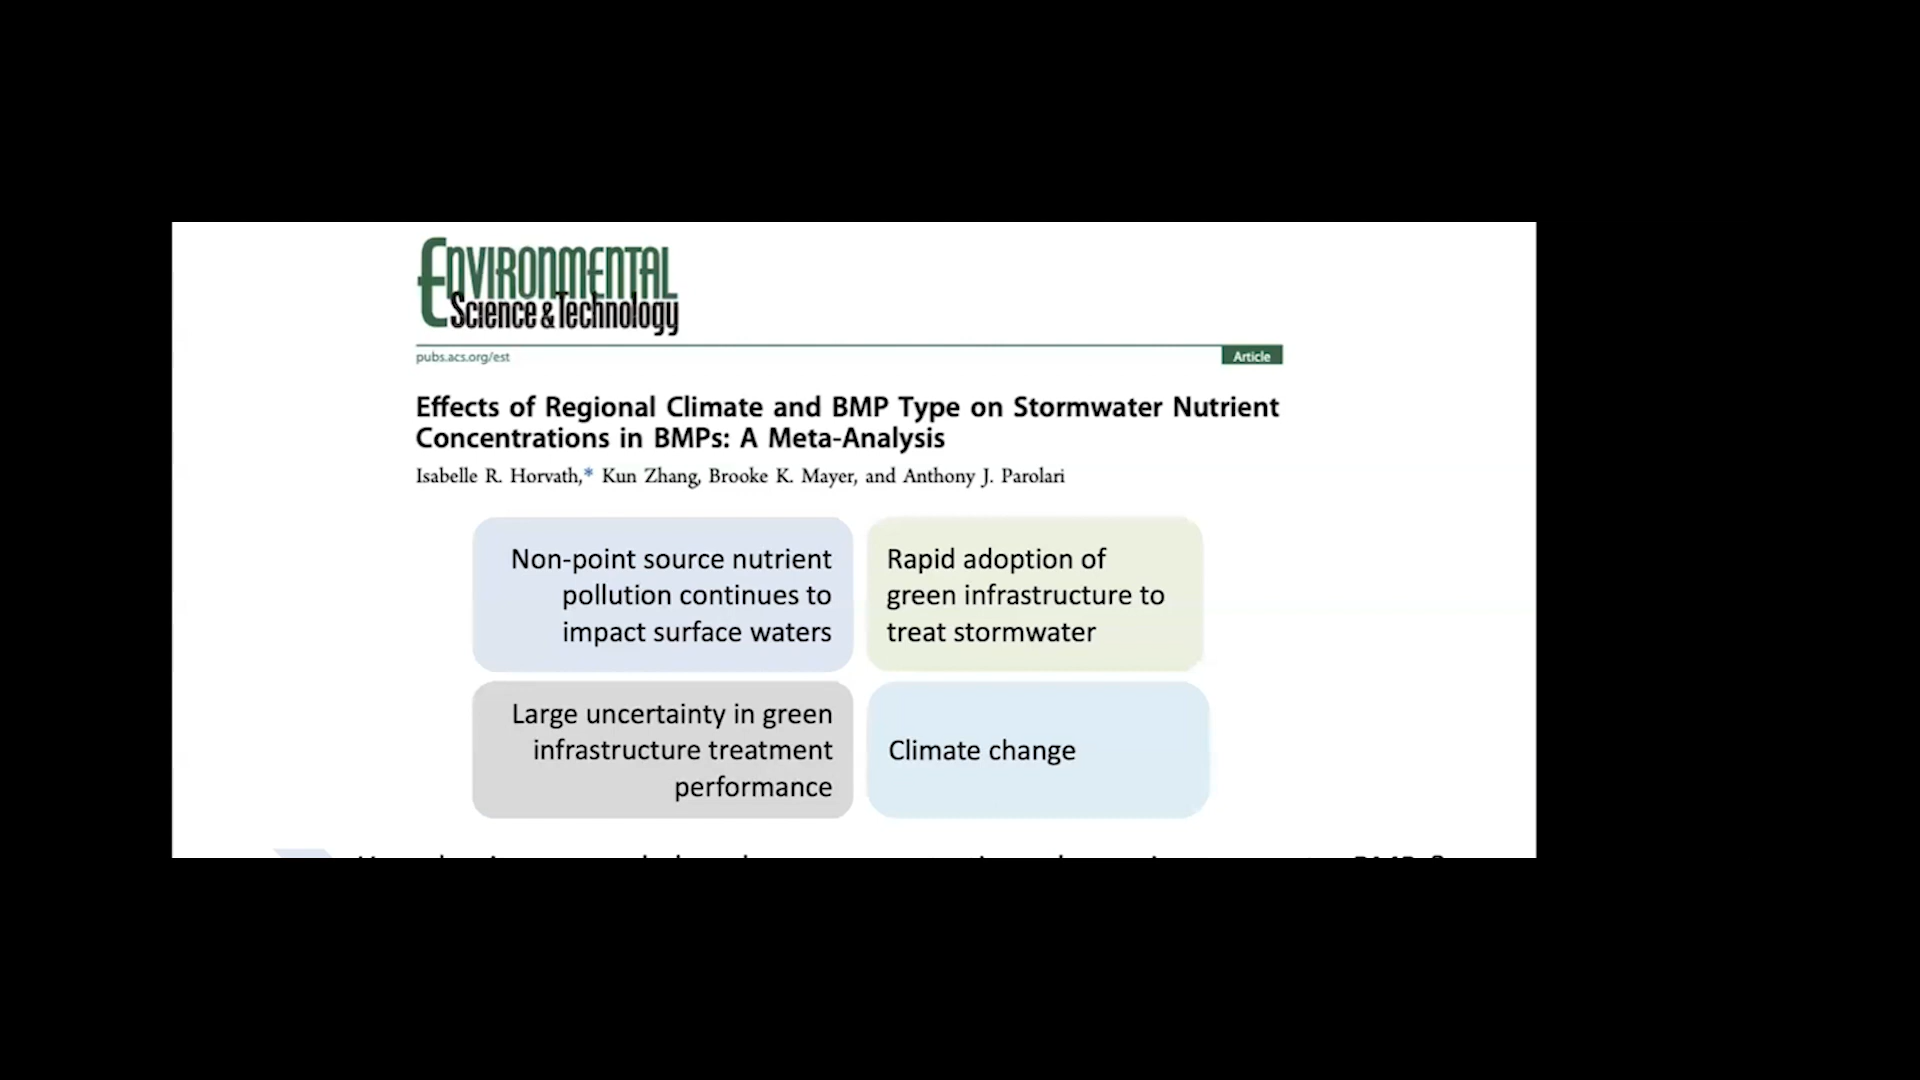 ENVIRONMENTAL
Science & Technology
pubs.acs.org/est
Article
Effects of Regional Climate and BMP Type on Stormwater Nutrient
Concentrations in BMPs: A Meta-Analysis
Isabelle R. Horvath,* Kun Zhang, Brooke K. Mayer, and Anthony J. Parolari
Non-point source nutrient
pollution continues to
impact surface waters
Rapid adoption of
green infrastructure to
treat stormwater
Large uncertainty in green
infrastructure treatment
performance
Climate change